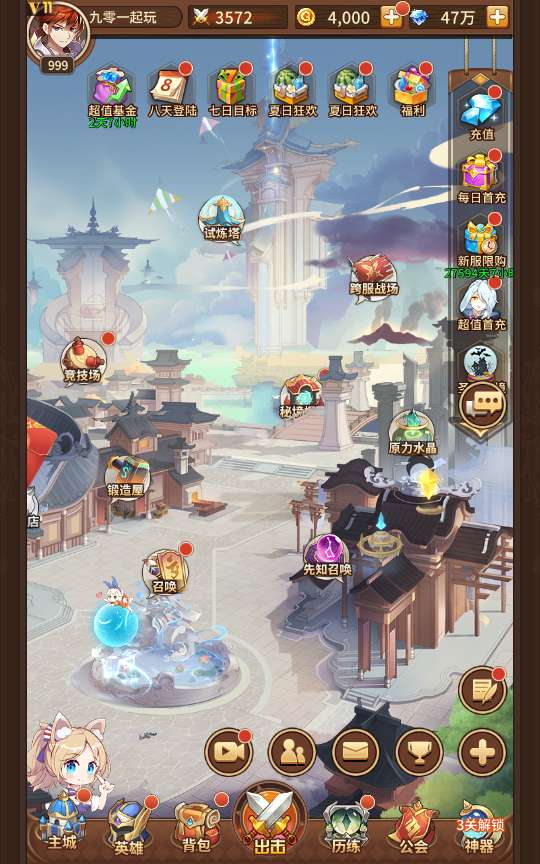 V11
九零一起玩
3572
4,000
47万
999
8
超值基金
2天7小时
八天登陆
七日目标
夏日狂欢
夏日狂欢
福利
充值
每日首充
新服限购
27594天7小时
超值首充
试炼塔
跨服战场
竞技场
秘境
原力水晶
锻造屋
店
召唤
先知召唤
主城
英雄
背包
出击
历练
公会
3关解锁
神器